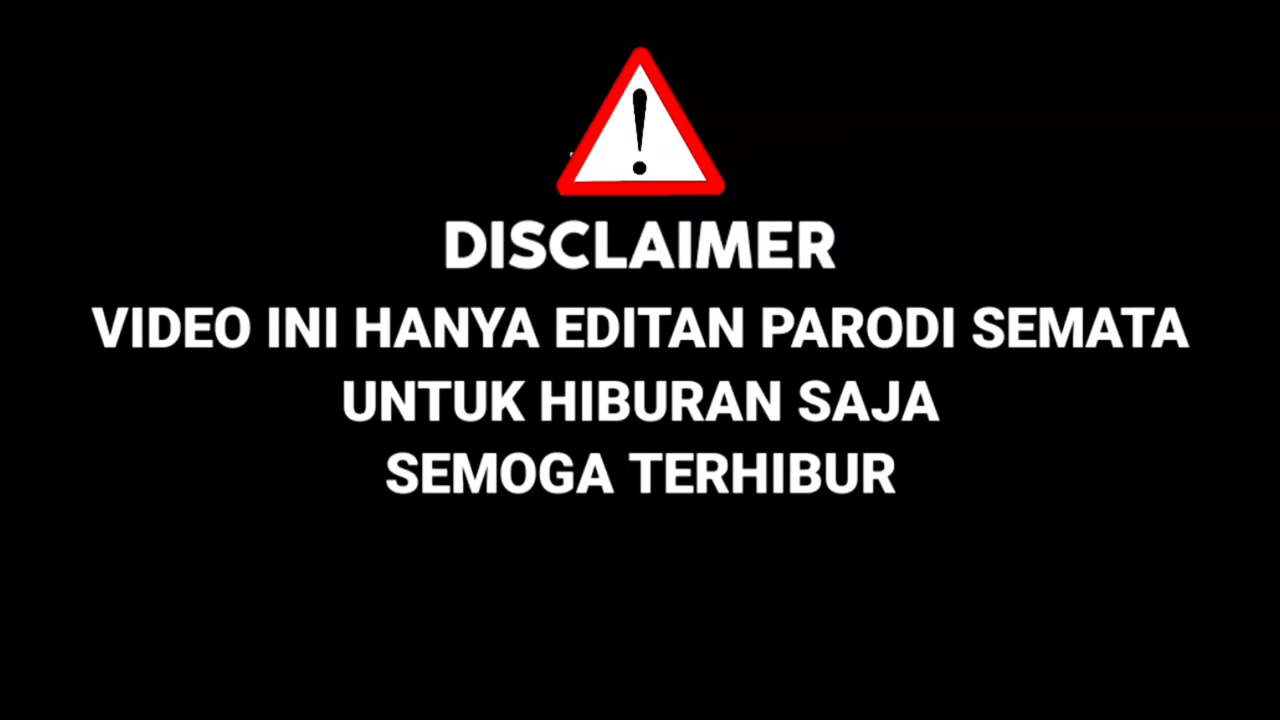 DISCLAIMER
VIDEO INI HANYA EDITAN PARODI SEMATA
UNTUK HIBURAN SAJA
SEMOGA TERHIBUR